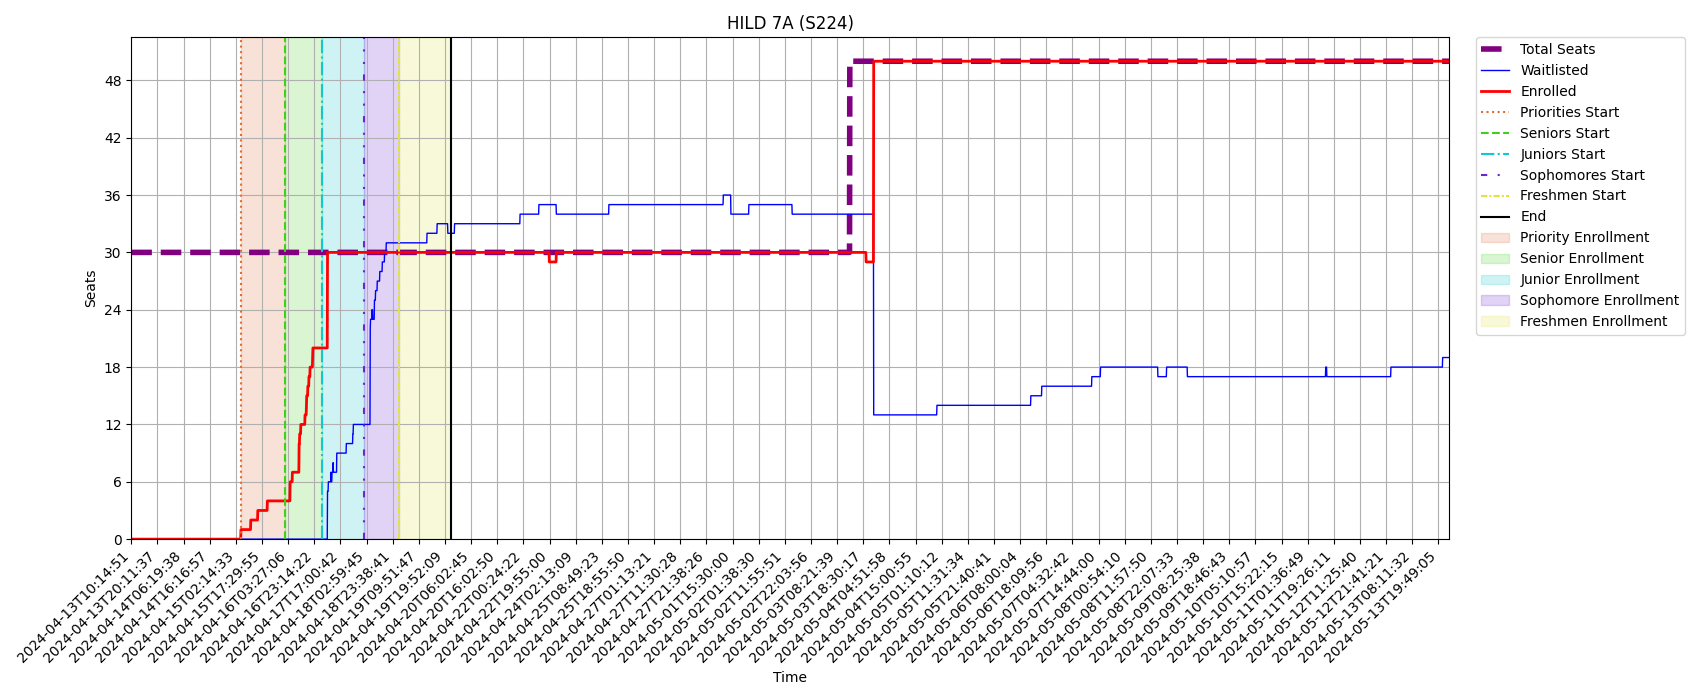 HILD 7A (S224)
Seats
48
42
36
30
24
18
12
6
0
2024-04-13T10:14:51
2024-04-13T20:11:37
2024-04-14T06:19:38
2024-04-14T16:16:57
2024-04-15T02:14:33
2024-04-15T17:29:55
2024-04-16T03:27:06
2024-04-16T23:14:22
2024-04-17T17:00:42
2024-04-18T02:59:45
2024-04-18T23:38:41
2024-04-19T09:51:47
2024-04-19T19:52:09
2024-04-20T06:02:45
2024-04-20T16:02:50
2024-04-22T00:24:22
2024-04-22T19:55:00
2024-04-24T02:13:09
2024-04-25T08:49:23
2024-04-25T18:55:50
2024-04-27T01:13:21
2024-04-27T11:30:28
2024-04-27T21:38:26
2024-05-01T15:30:00
2024-05-02T01:38:30
2024-05-02T11:55:51
2024-05-02T22:03:56
2024-05-03T08:21:39
2024-05-03T18:30:17
2024-05-04T04:51:58
2024-05-04T15:00:55
2024-05-05T01:10:12
2024-05-05T11:31:34
2024-05-05T21:40:41
2024-05-06T08:00:04
2024-05-06T18:09:56
2024-05-07T04:32:42
2024-05-07T14:44:00
2024-05-08T00:54:10
2024-05-08T11:57:50
2024-05-08T22:07:33
2024-05-09T08:25:38
2024-05-09T18:46:43
2024-05-10T05:10:57
2024-05-10T15:22:15
2024-05-11T01:36:49
2024-05-11T19:26:11
2024-05-12T11:25:40
2024-05-12T21:41:21
2024-05-13T08:11:32
2024-05-13T19:49:05
Time
Total Seats
Waitlisted
Enrolled
Priorities Start
Seniors Start
Juniors Start
Sophomores Start
Freshmen Start
End
Priority Enrollment
Senior Enrollment
Junior Enrollment
Sophomore Enrollment
Freshmen Enrollment